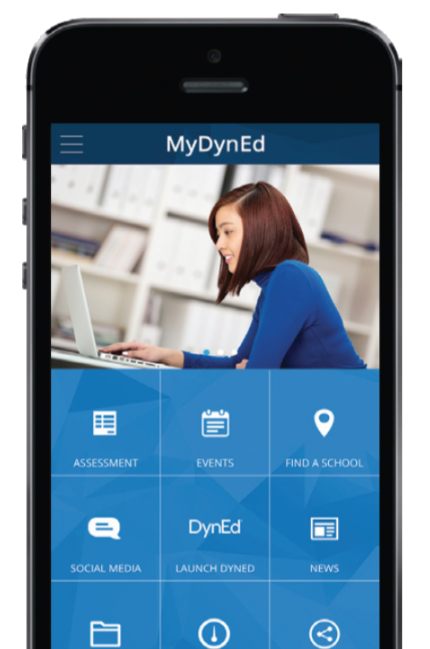 MyDynEd
ASSESSMENT
EVENTS
FIND A SCHOOL
SOCIAL MEDIA
DynEd
LAUNCH DYNED
NEWS